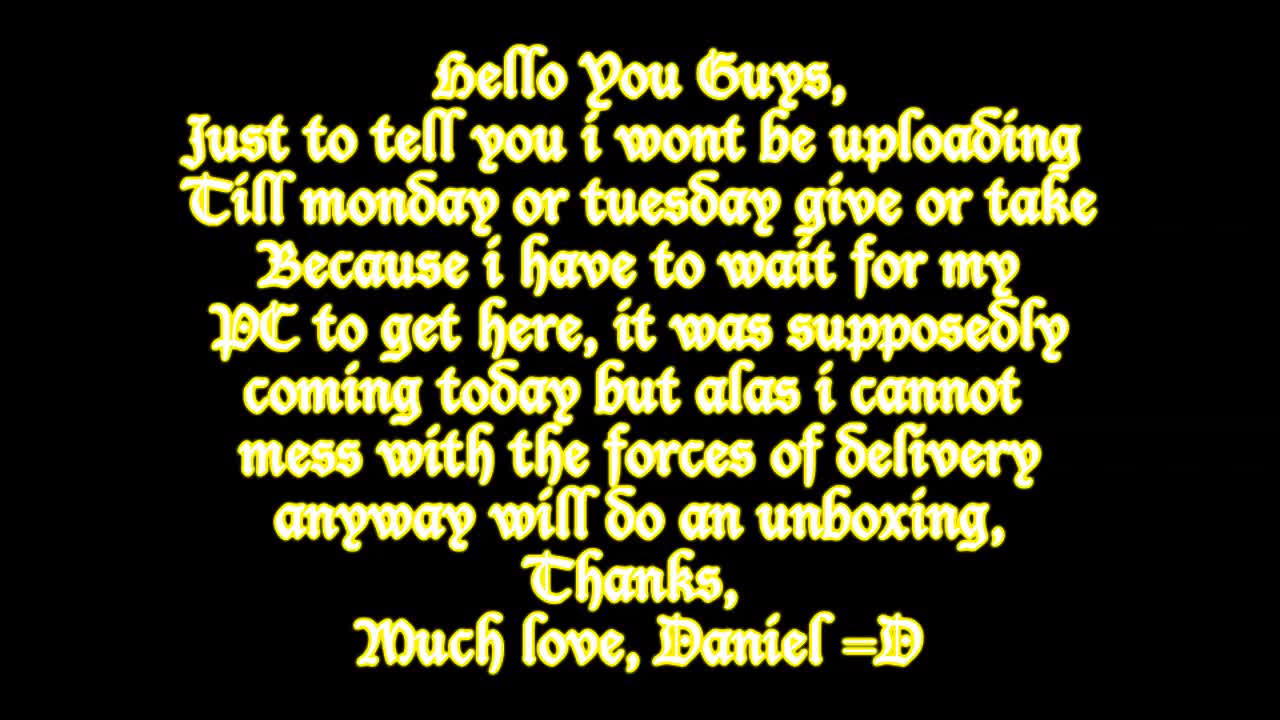 Hello You Guys,
Just to tell you i wont be uploading
Till monday or tuesday give or take
Because i have to wait for my
PC to get here, it was supposedly
coming today but alas i cannot
mess with the forces of delivery
anyway will do an unboxing,
Thanks,
Much love, Daniel =D